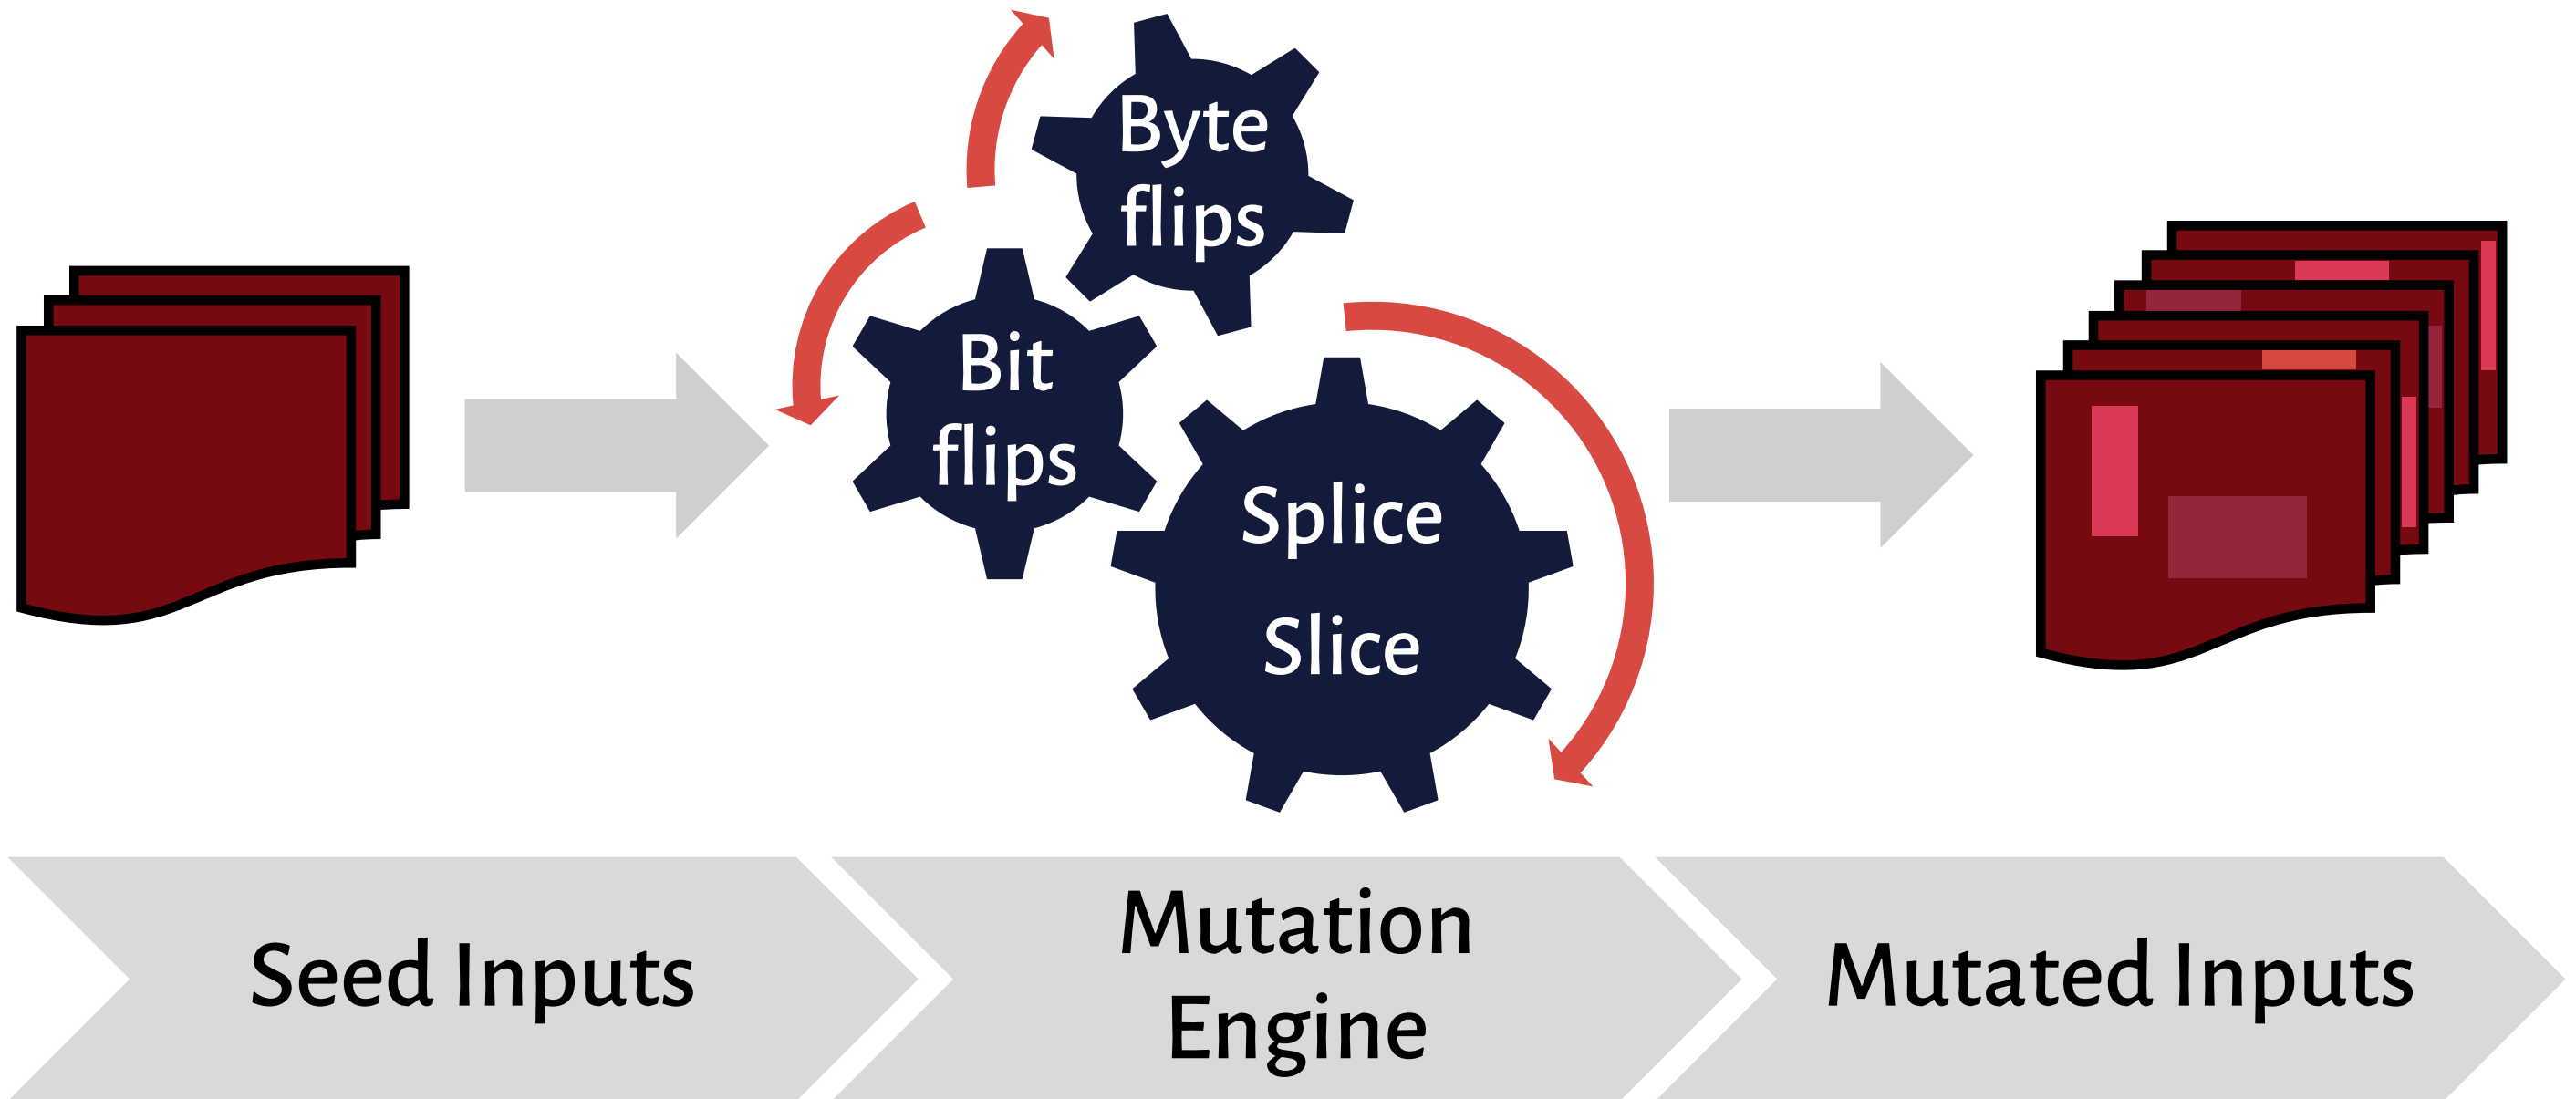 Byte
flips
Bit
flips
Splice
Slice
Seed Inputs
Mutation
Engine
Mutated Inputs